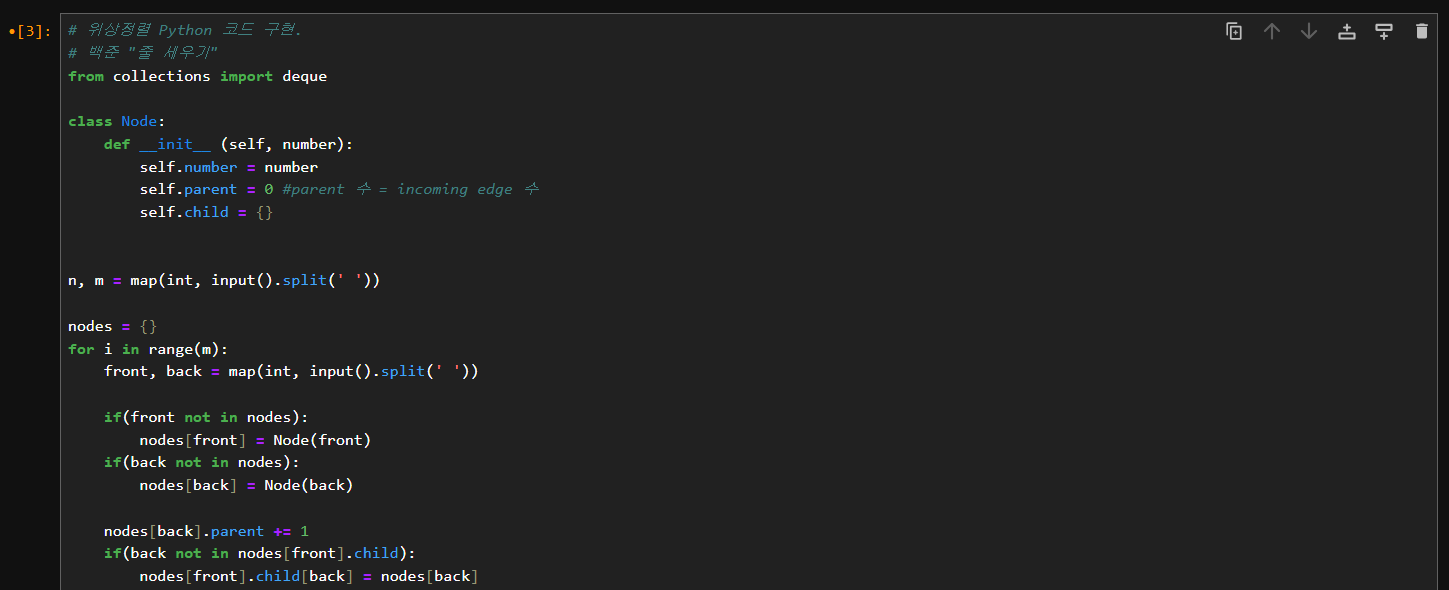 •[3]:
# 위상정렬 Python 코드 구현.
# 백준 "줄 세우기"
from collections import deque
class Node:
    def __init__ (self, number):
        self.number = number
        self.parent = 0 #parent 수 = incoming edge 수
        self.child = {}
n, m = map(int, input().split(' '))
nodes = {}
for i in range(m):
    front, back = map(int, input().split(' '))
    if(front not in nodes):
        nodes[front] = Node(front)
    if(back not in nodes):
        nodes[back] = Node(back)
    nodes[back].parent += 1
    if(back not in nodes[front].child):
        nodes[front].child[back] = nodes[back]